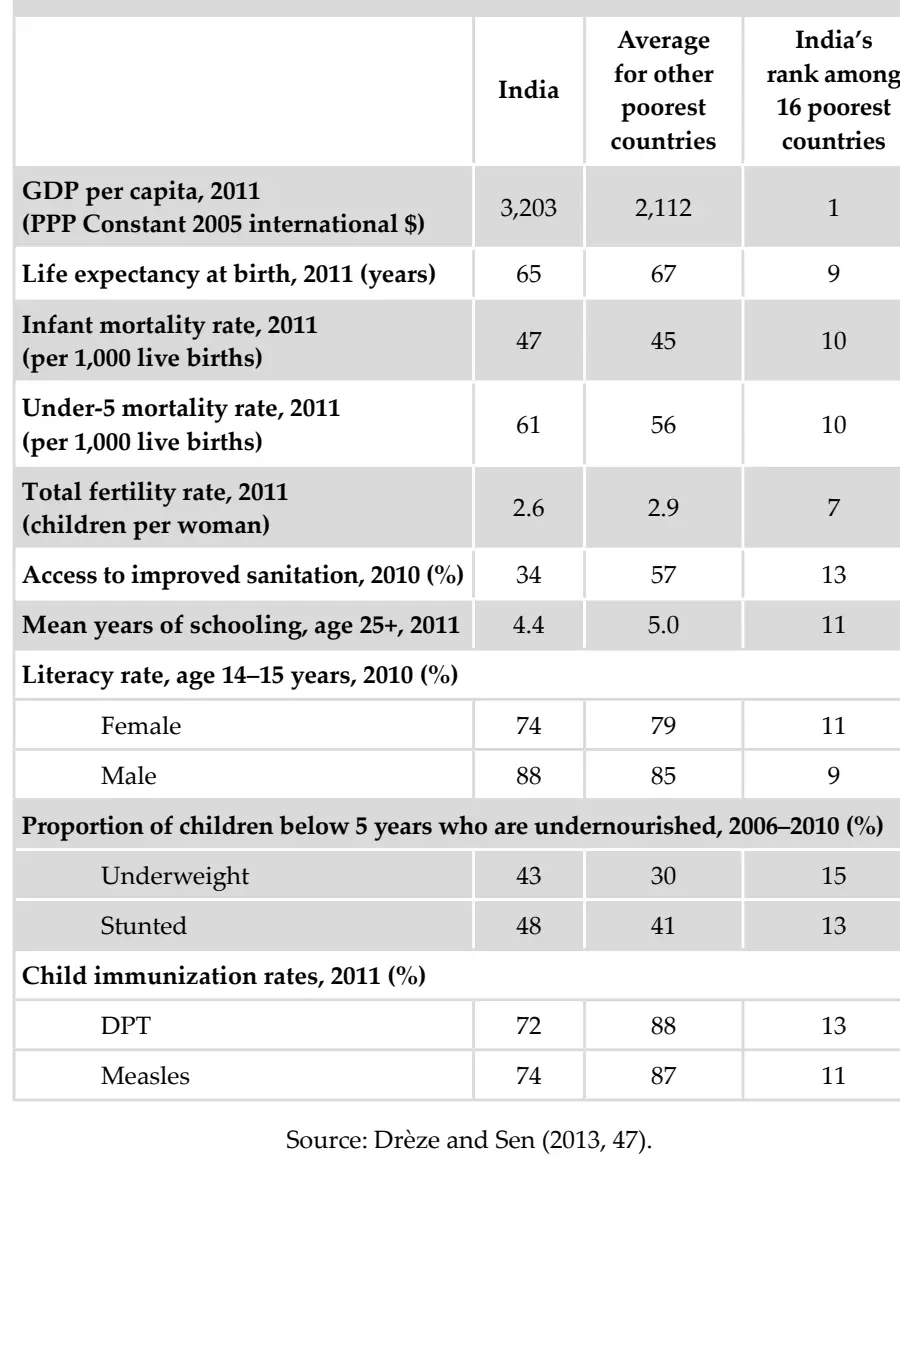 India
Average for other poorest countries
India’s rank among 16 poorest countries
GDP per capita, 2011
(PPP Constant 2005 international $) 3,203 2,112 1
Life expectancy at birth, 2011 (years) 65 67 9
Infant mortality rate, 2011
(per 1,000 live births) 47 45 10
Under-5 mortality rate, 2011
(per 1,000 live births) 61 56 10
Total fertility rate, 2011
(children per woman) 2.6 2.9 7
Access to improved sanitation, 2010 (%) 34 57 13
Mean years of schooling, age 25+, 2011 4.4 5.0 11
Literacy rate, age 14–15 years, 2010 (%)
Female 74 79 11
Male 88 85 9
Proportion of children below 5 years who are undernourished, 2006–2010 (%)
Underweight 43 30 15
Stunted 48 41 13
Child immunization rates, 2011 (%)
DPT 72 88 13
Measles 74 87 11
Source: Drèze and Sen (2013, 47).